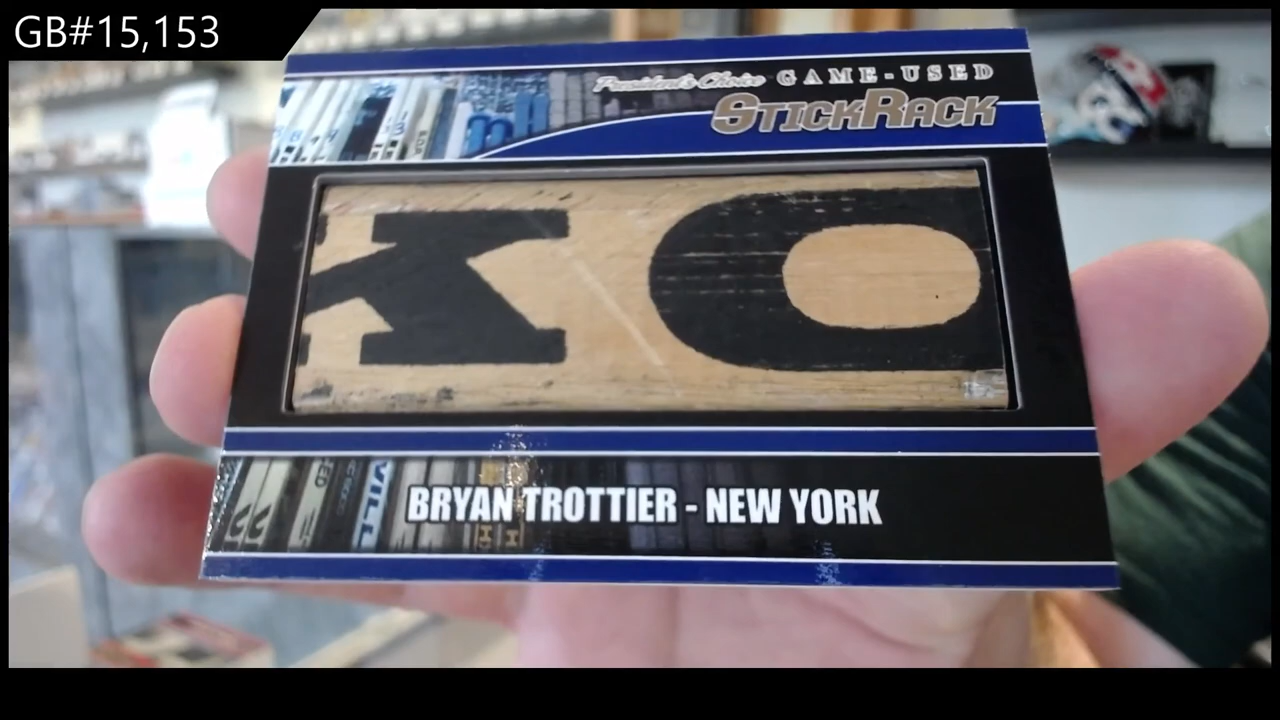 GB#15,153
President's Choice GAME-USED
STICKRACK
KO
BRYAN TROTTIER - NEW YORK